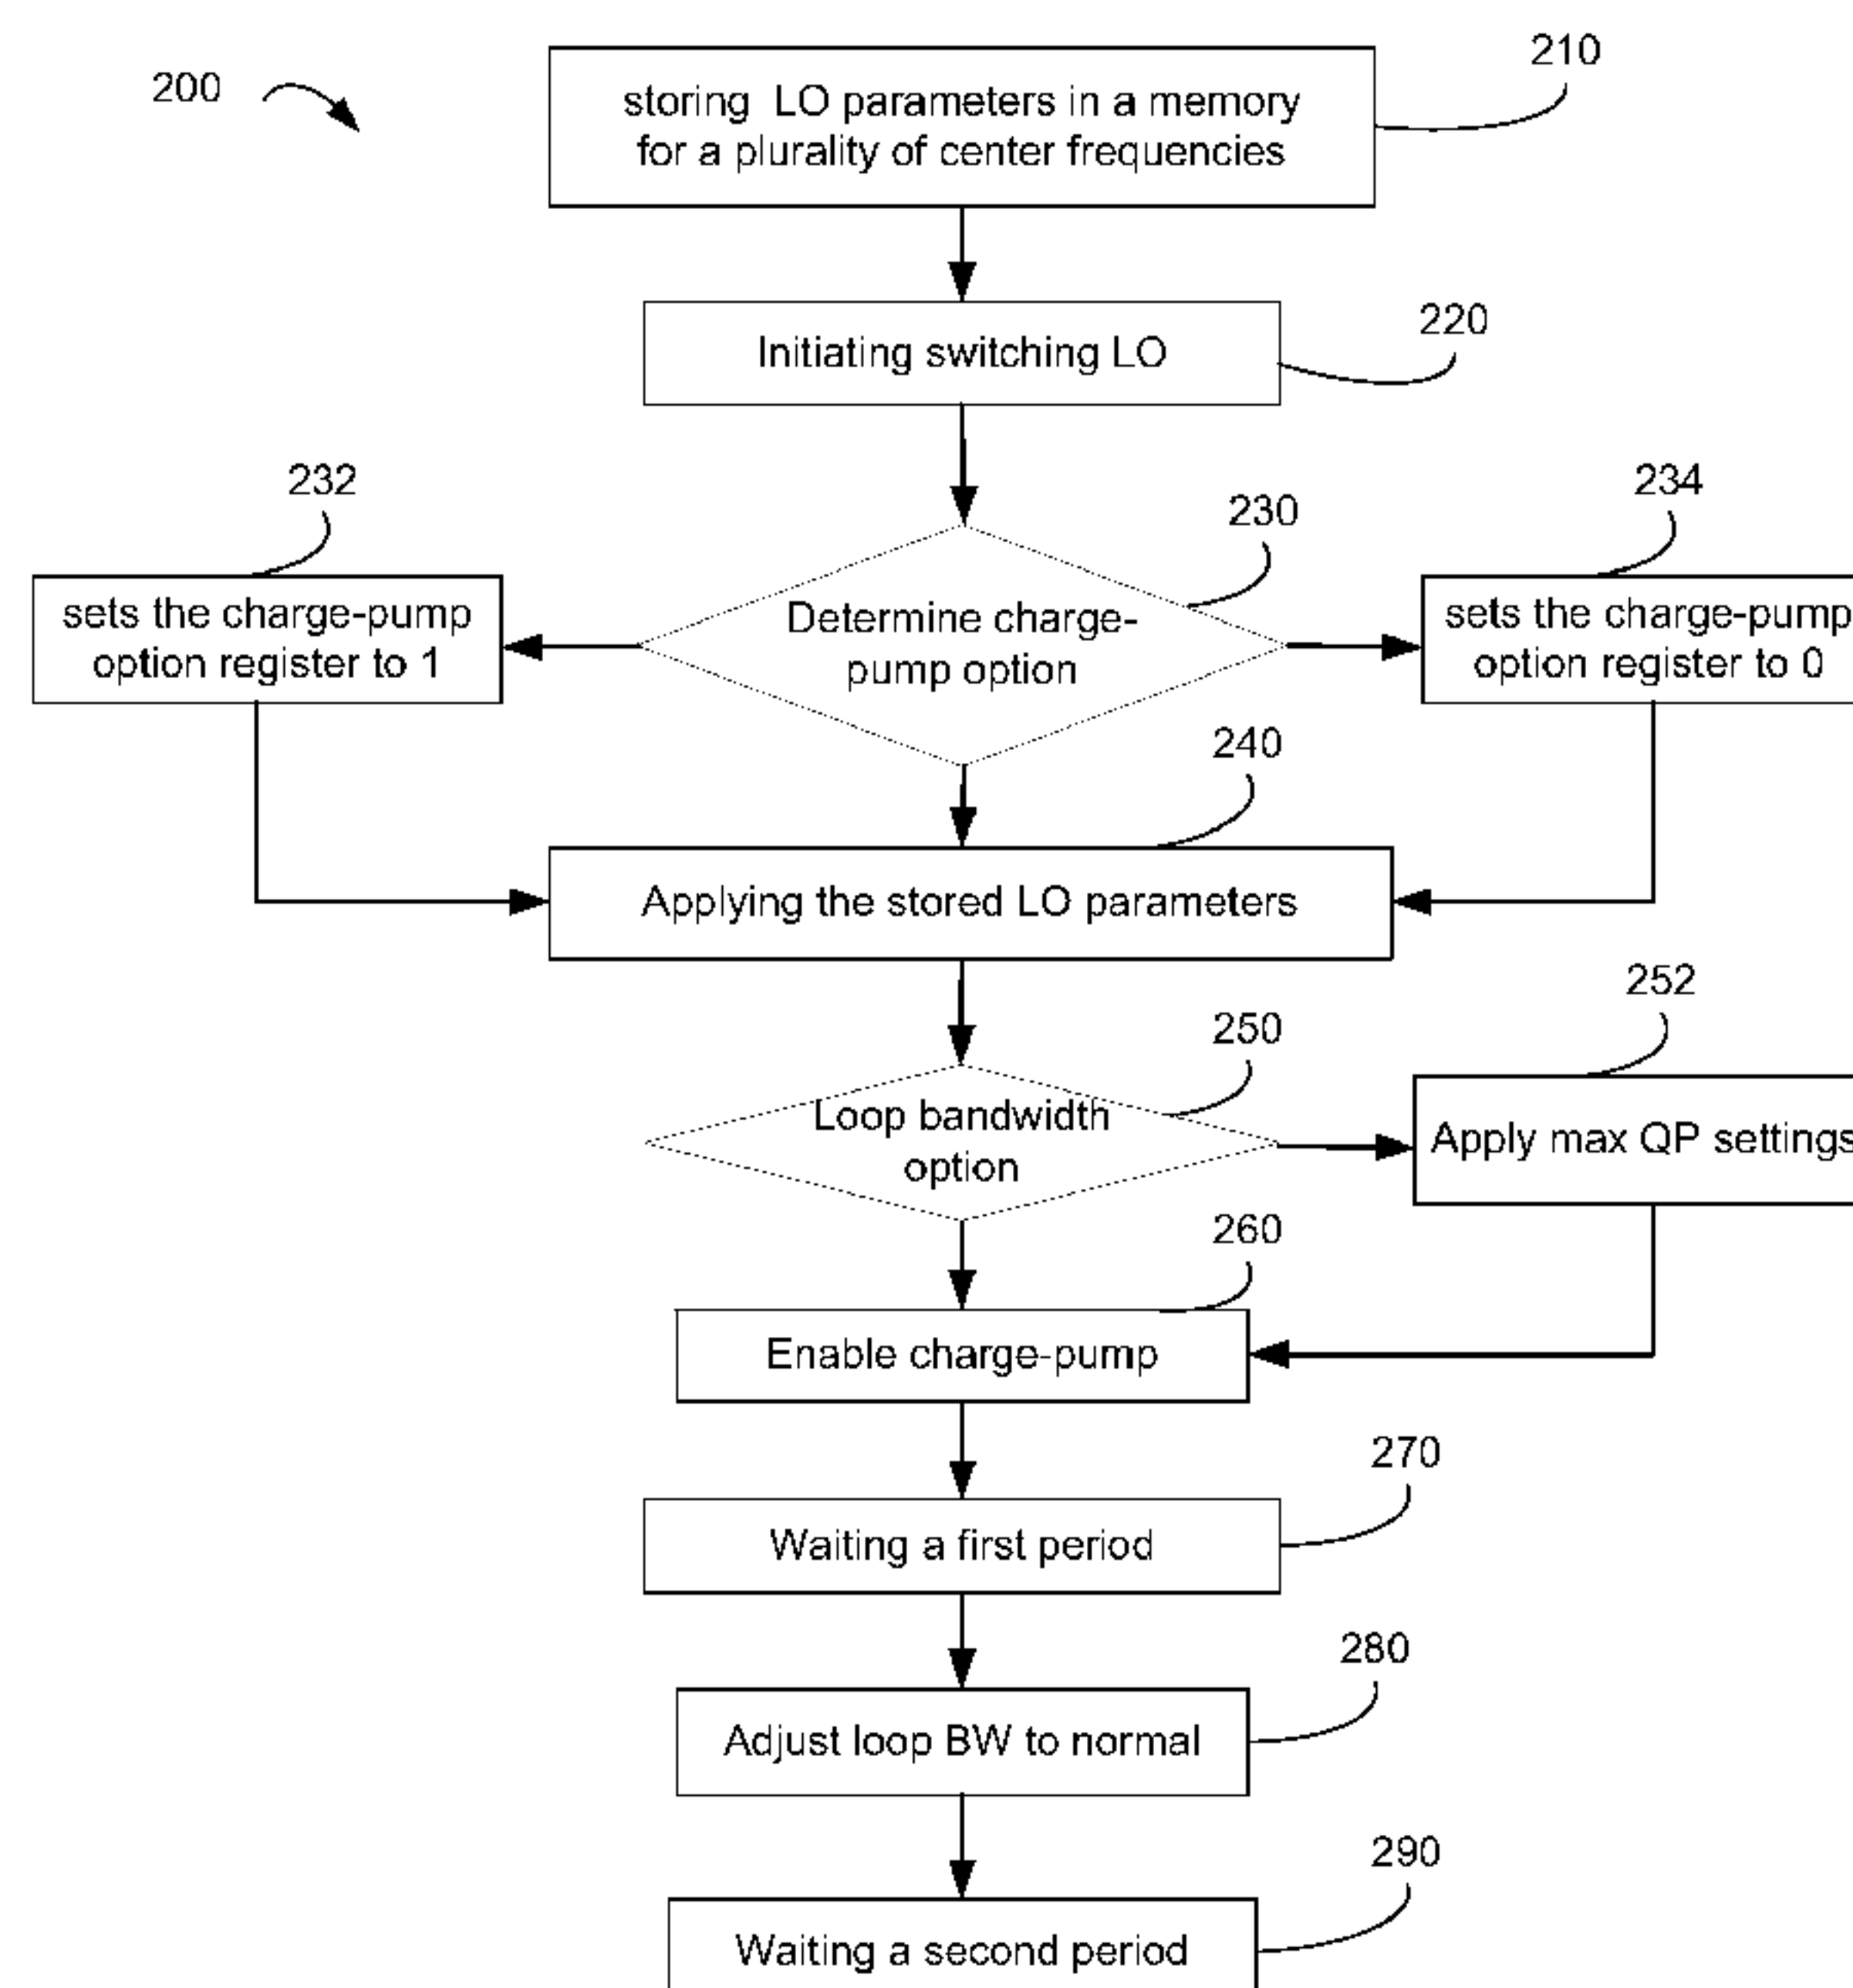 200
210
storing LO parameters in a memory
for a plurality of center frequencies
220
Initiating switching LO
232
230
234
sets the charge-pump
option register to 1
Determine charge-
pump option
sets the charge-pump
option register to 0
240
Applying the stored LO parameters
252
250
Loop bandwidth
option
Apply max QP settings
260
Enable charge-pump
270
Waiting a first period
280
Adjust loop BW to normal
290
Waiting a second period